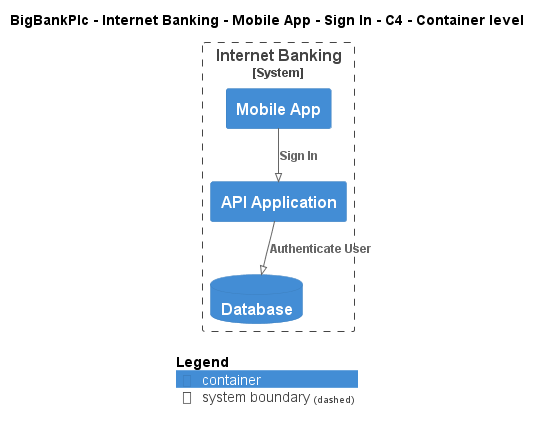 BigBankPlc - Internet Banking - Mobile App - Sign In - C4 - Container level
Internet Banking
[System]
Mobile App
Sign In
API Application
Authenticate User
Database
Legend
container
system boundary (dashed)